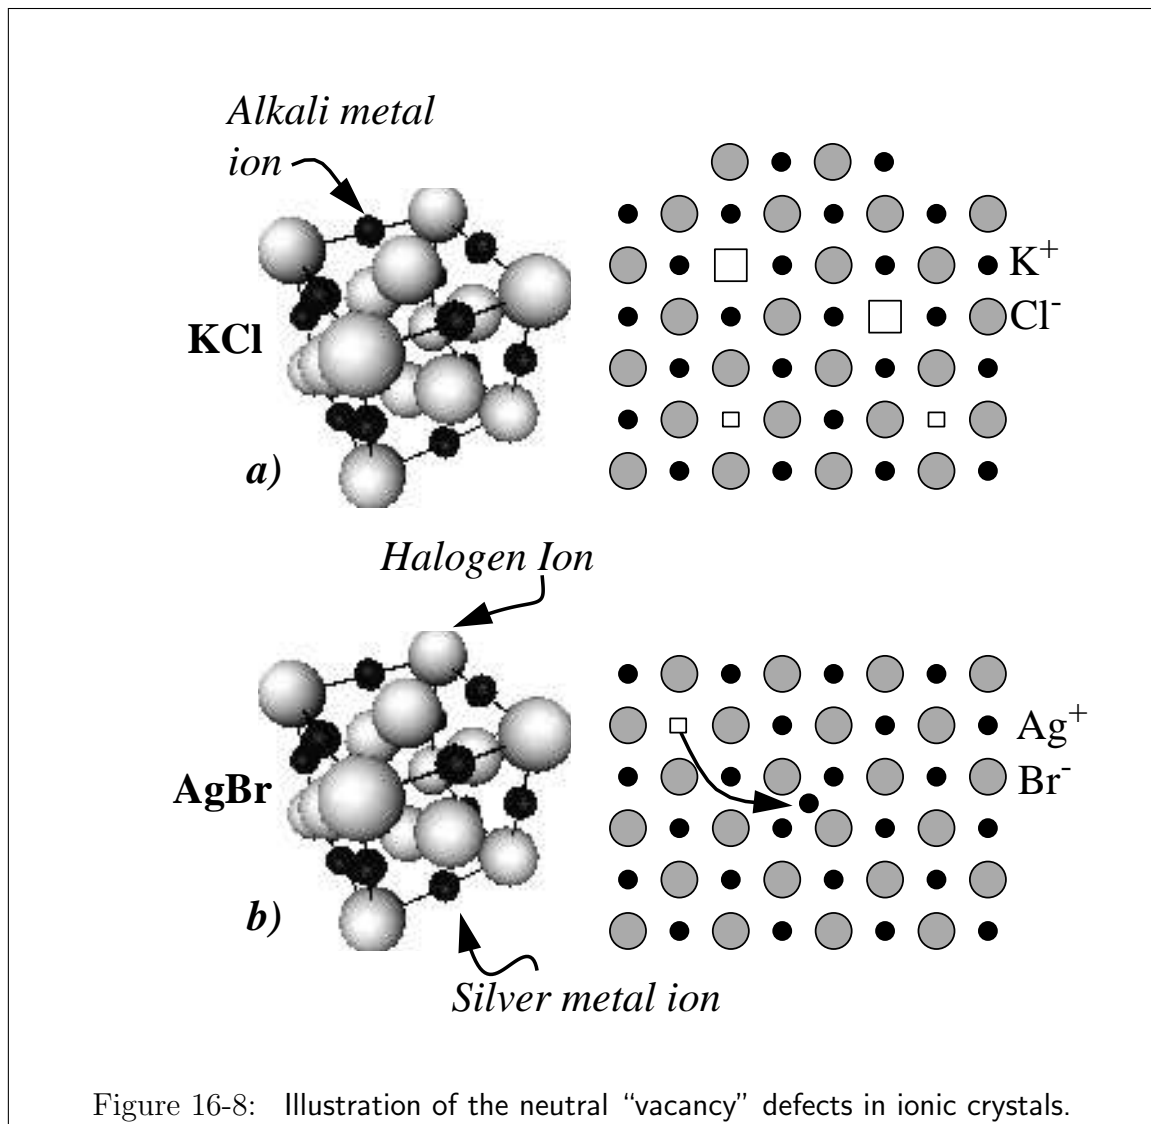 Alkali metal
ion
K⁺
Cl⁻
KCl
a)
Halogen Ion
Ag⁺
Br⁻
AgBr
b)
Silver metal ion
Figure 16-8: Illustration of the neutral “vacancy” defects in ionic crystals.